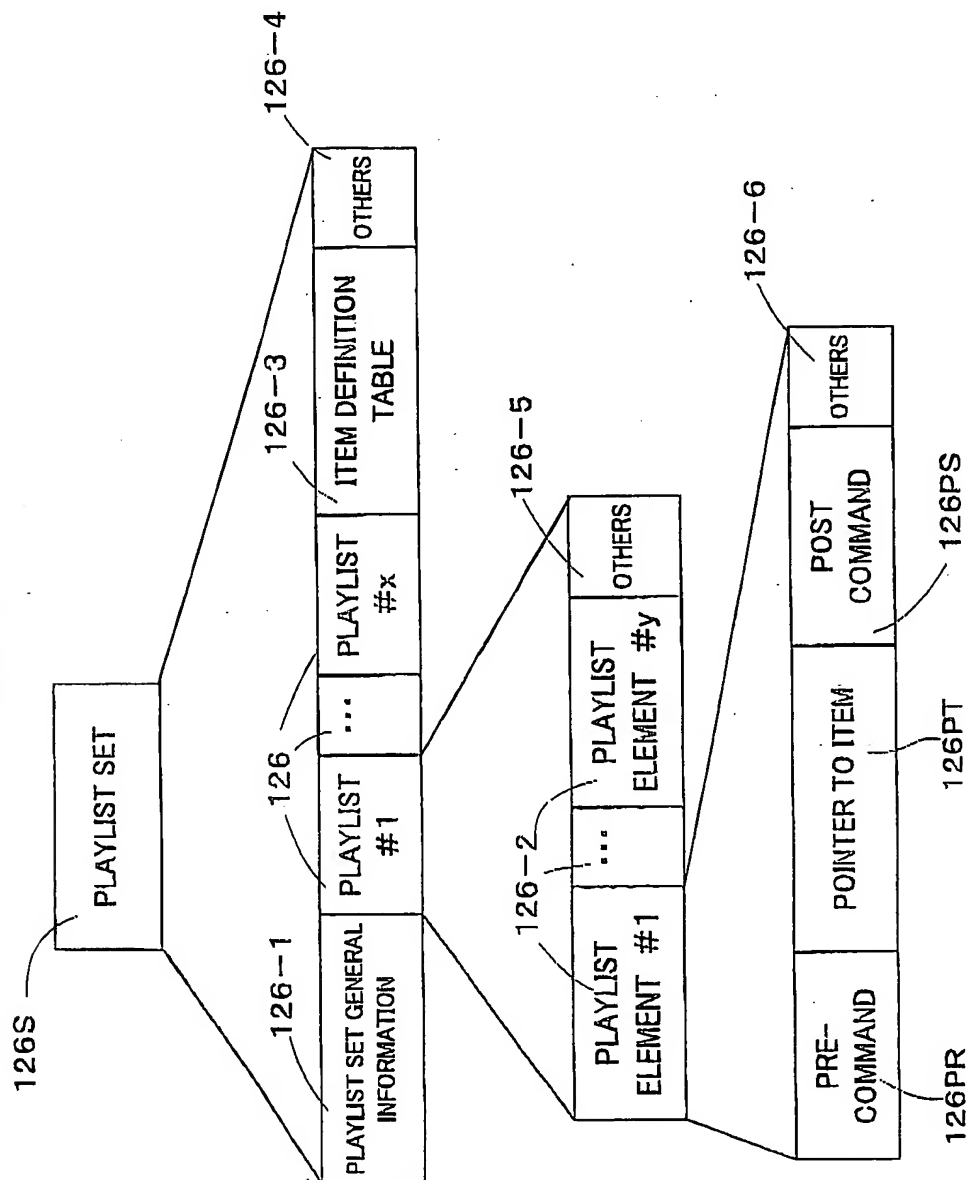 126S
PLAYLIST SET
126-1
126
126-3
126-4
PLAYLIST SET GENERAL
INFORMATION
PLAYLIST
#1
...
PLAYLIST
#x
ITEM DEFINITION
TABLE
OTHERS
126-2
126-5
PLAYLIST
ELEMENT #1
...
PLAYLIST
ELEMENT #y
OTHERS
126-6
PRE-
COMMAND
POINTER TO ITEM
POST
COMMAND
OTHERS
126PR
126PT
126PS